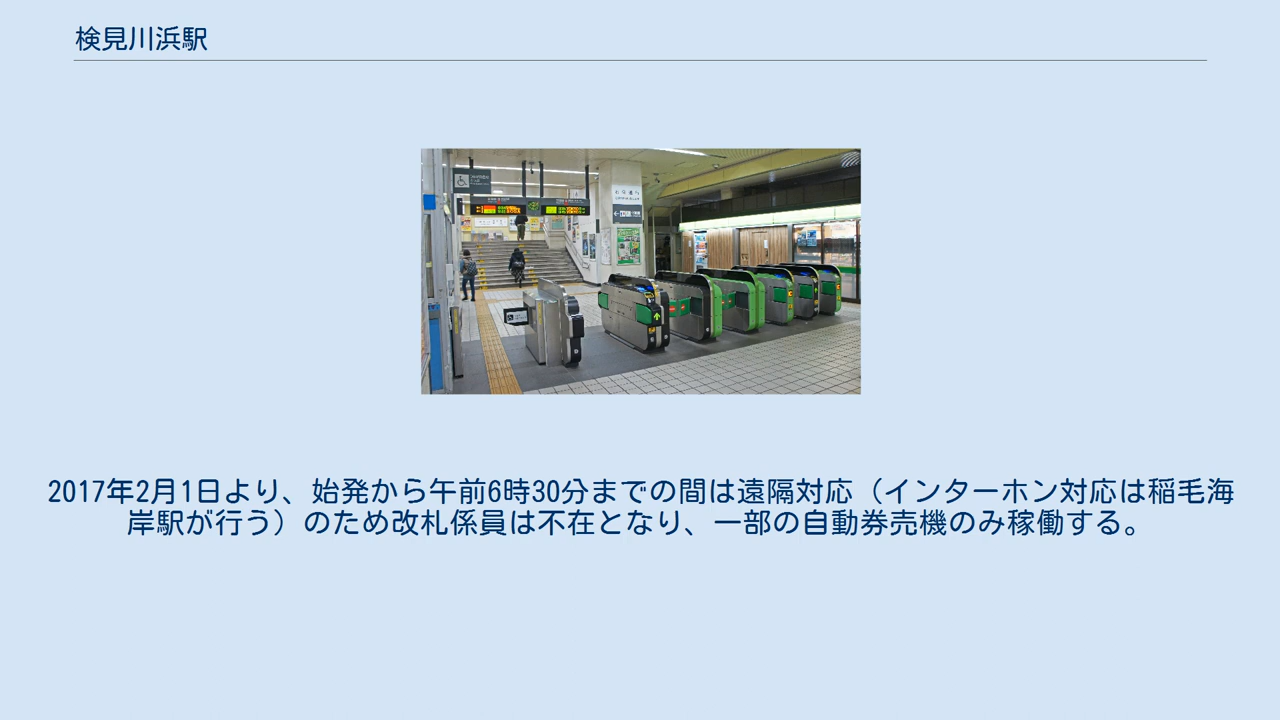 検見川浜駅
2017年2月1日より、始発から午前6時30分までの間は遠隔対応（インターホン対応は稲毛海
岸駅が行う）のため改札係員は不在となり、一部の自動券売機のみ稼働する。